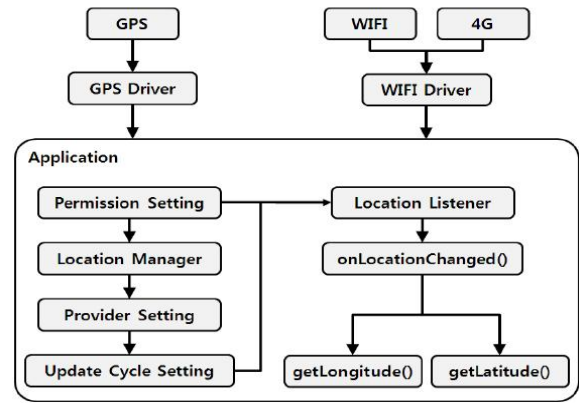 GPS
WIFI
4G
GPS Driver
WIFI Driver
Application
Permission Setting
Location Listener
Location Manager
onLocationChanged()
Provider Setting
Update Cycle Setting
getLongitude()
getLatitude()